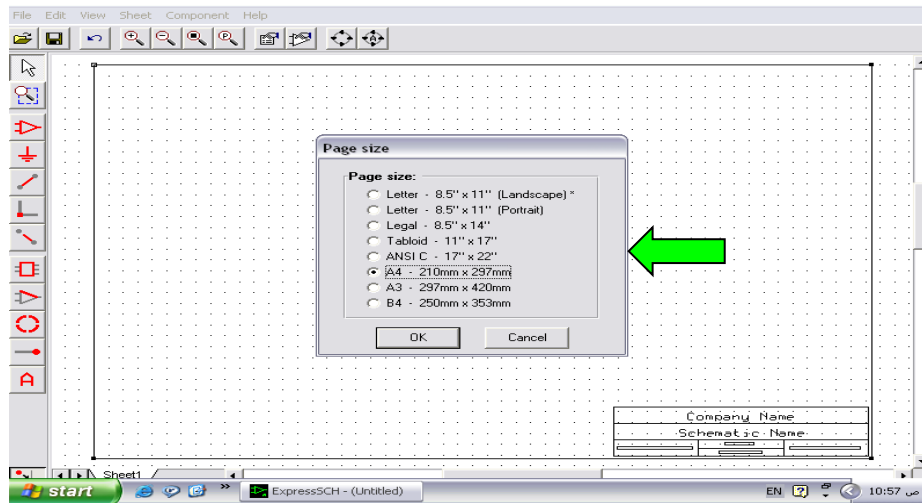 File Edit View Sheet Component Help
Page size
Page size:
Letter - 8.5" x 11" (Landscape) *
Letter - 8.5" x 11" (Portrait)
Legal - 8.5" x 14"
Tabloid - 11" x 17"
ANSI C - 17" x 22"
A4 - 210mm x 297mm
A3 - 297mm x 420mm
B4 - 250mm x 353mm
OK Cancel
Company Name
Schematic Name
Sheet1
start » ExpressSCH - (Untitled) EN 10:57 ص